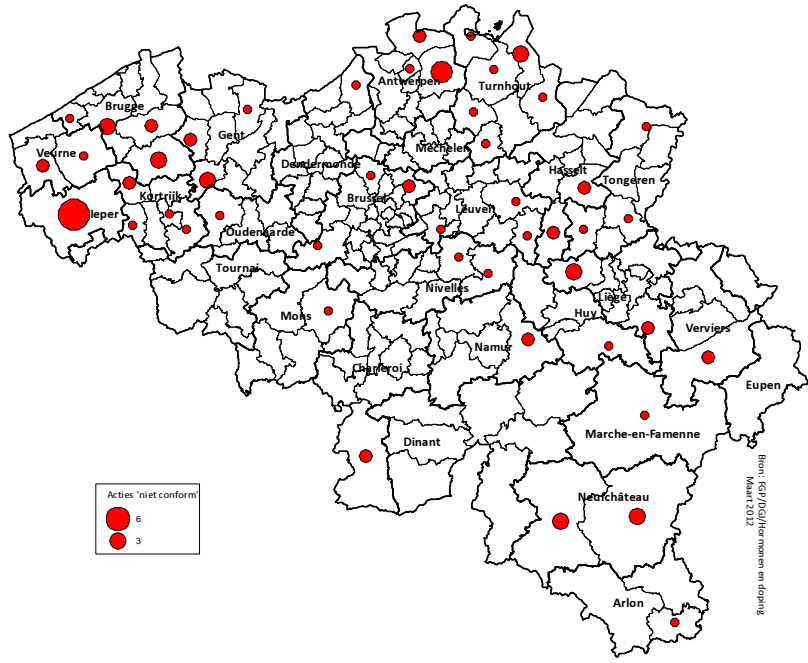 Antwerpen
Turnhout
Brugge
Gent
Mechelen
Veurne
Dendermonde
Hasselt
Tongeren
Kortrijk
Brussel
Leuven
Ieper
Oudenaarde
Tournai
Nivelles
Liège
Mons
Huy
Verviers
Namur
Charleroi
Eupen
Dinant
Marche-en-Famenne
Neufchâteau
Arlon
Acties 'niet conform'
6
3
Bron: FGP/DGJ/Hormonen en doping
Maart 2012